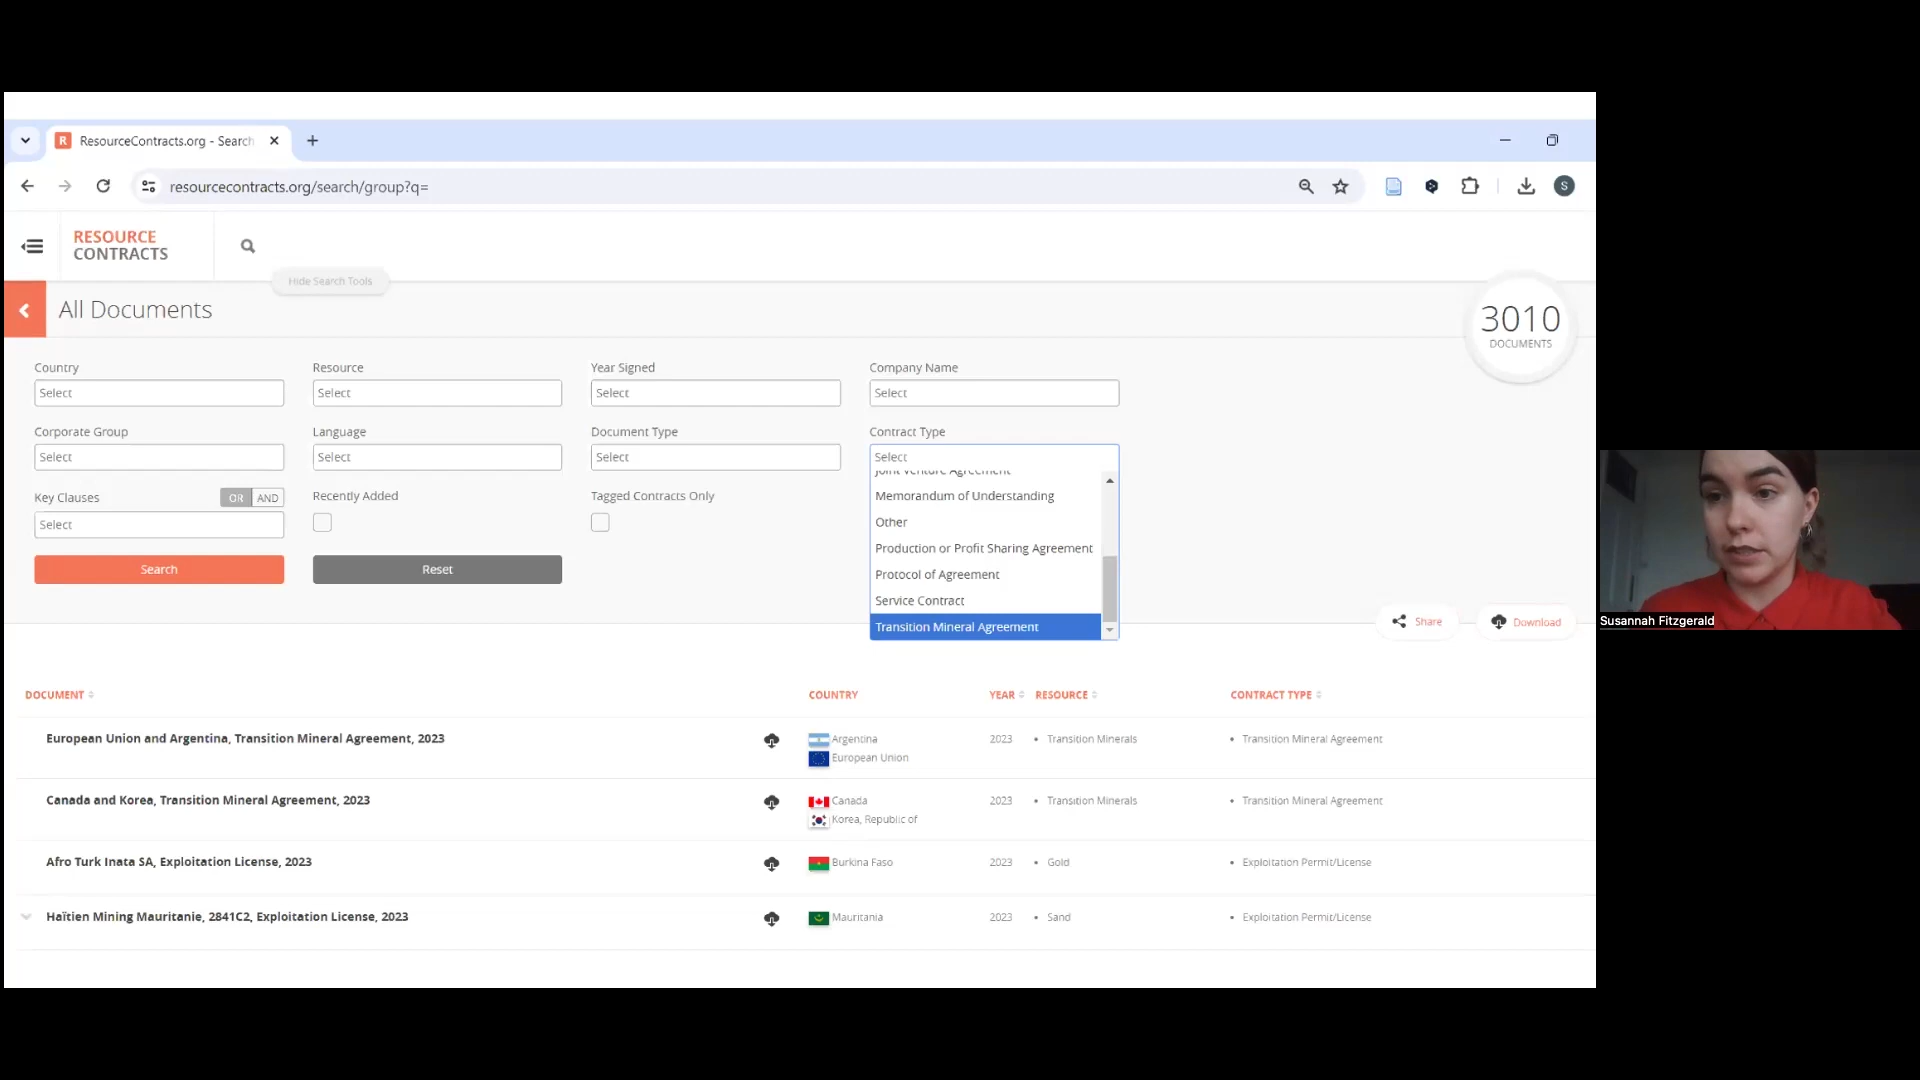 ResourceContracts.org - Search
resourcecontracts.org/search/group?q=
S
RESOURCE
CONTRACTS
Hide Search Tools
All Documents
3010
DOCUMENTS
Country
Resource
Year Signed
Company Name
Select
Select
Select
Select
Corporate Group
Language
Document Type
Contract Type
Select
Select
Select
Select
Joint Venture Agreement
Memorandum of Understanding
Other
Production or Profit Sharing Agreement
Protocol of Agreement
Service Contract
Transition Mineral Agreement
Key Clauses
OR AND
Recently Added
Tagged Contracts Only
Select
Search
Reset
Share
Download
Susannah Fitzgerald
DOCUMENT COUNTRY YEAR RESOURCE CONTRACT TYPE
European Union and Argentina, Transition Mineral Agreement, 2023
Argentina
European Union
2023
• Transition Minerals
• Transition Mineral Agreement
Canada and Korea, Transition Mineral Agreement, 2023
Canada
Korea, Republic of
2023
• Transition Minerals
• Transition Mineral Agreement
Afro Turk Inata SA, Exploitation License, 2023
Burkina Faso
2023
• Gold
• Exploitation Permit/License
Haïtien Mining Mauritanie, 2841C2, Exploitation License, 2023
Mauritania
2023
• Sand
• Exploitation Permit/License